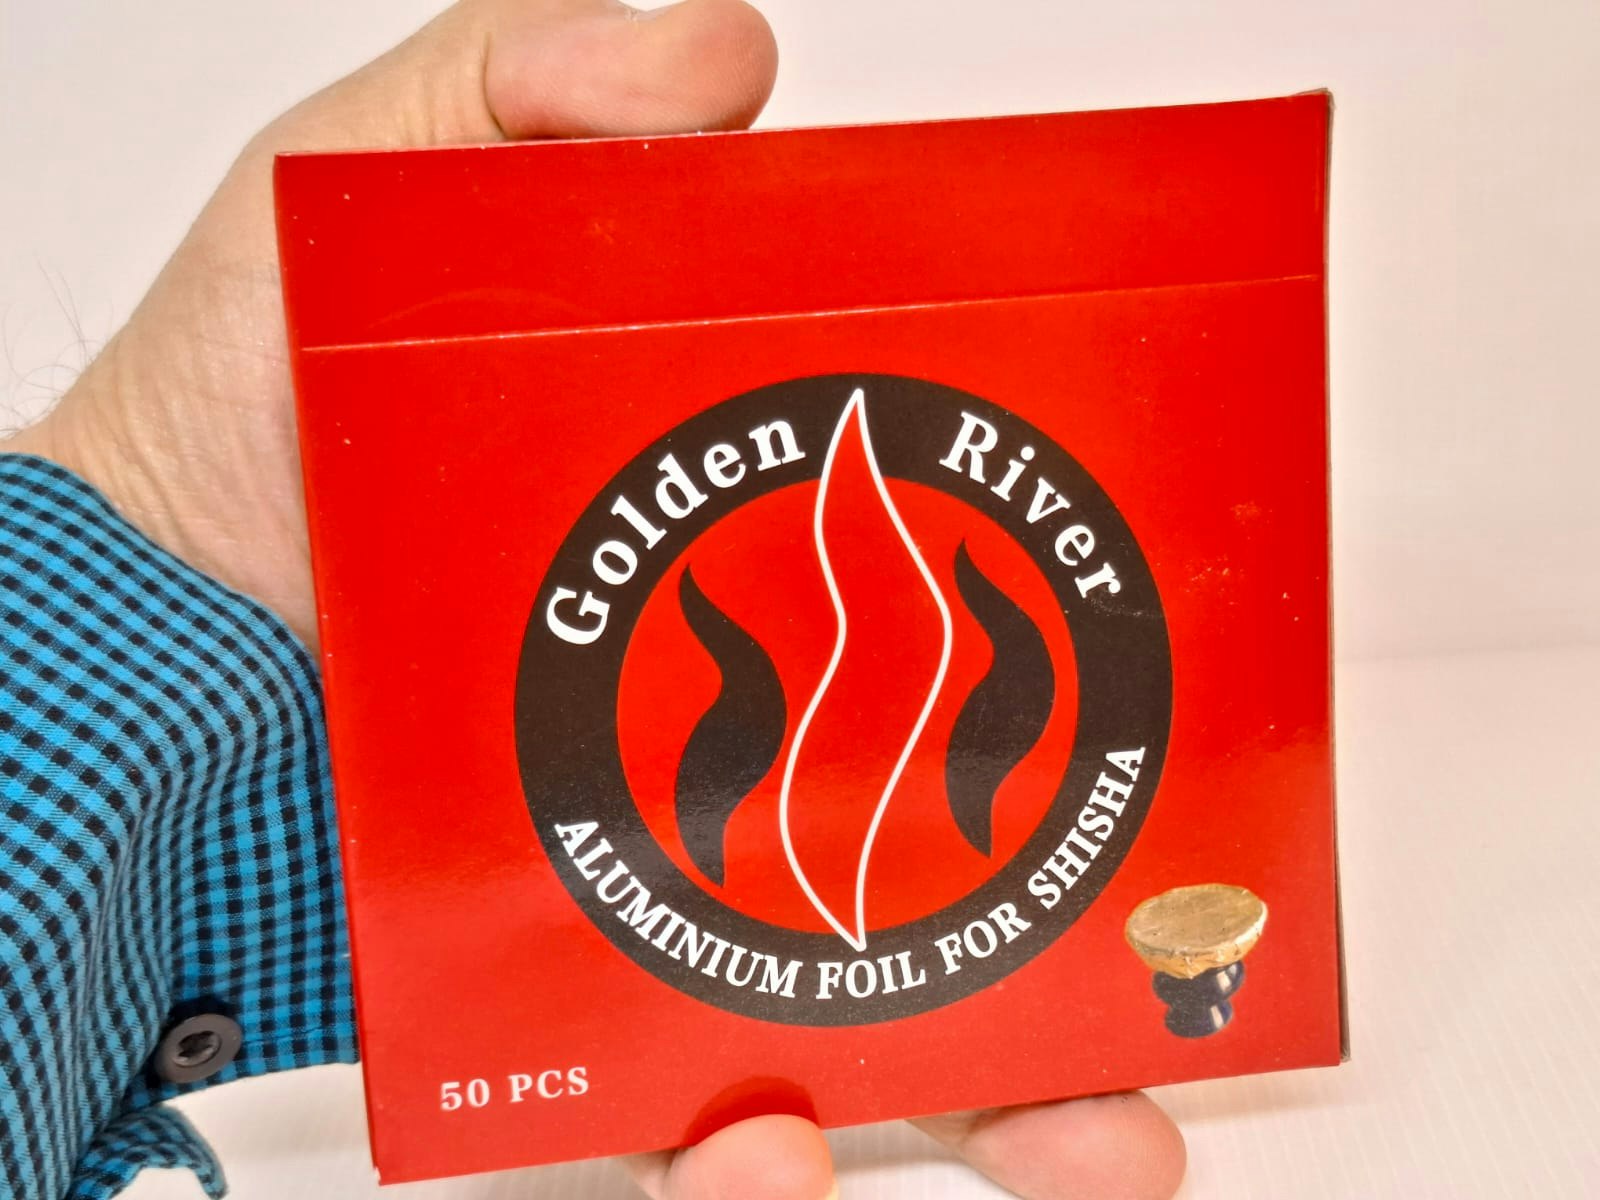 Golden River
ALUMINIUM FOIL FOR SHISHA
50 PCS